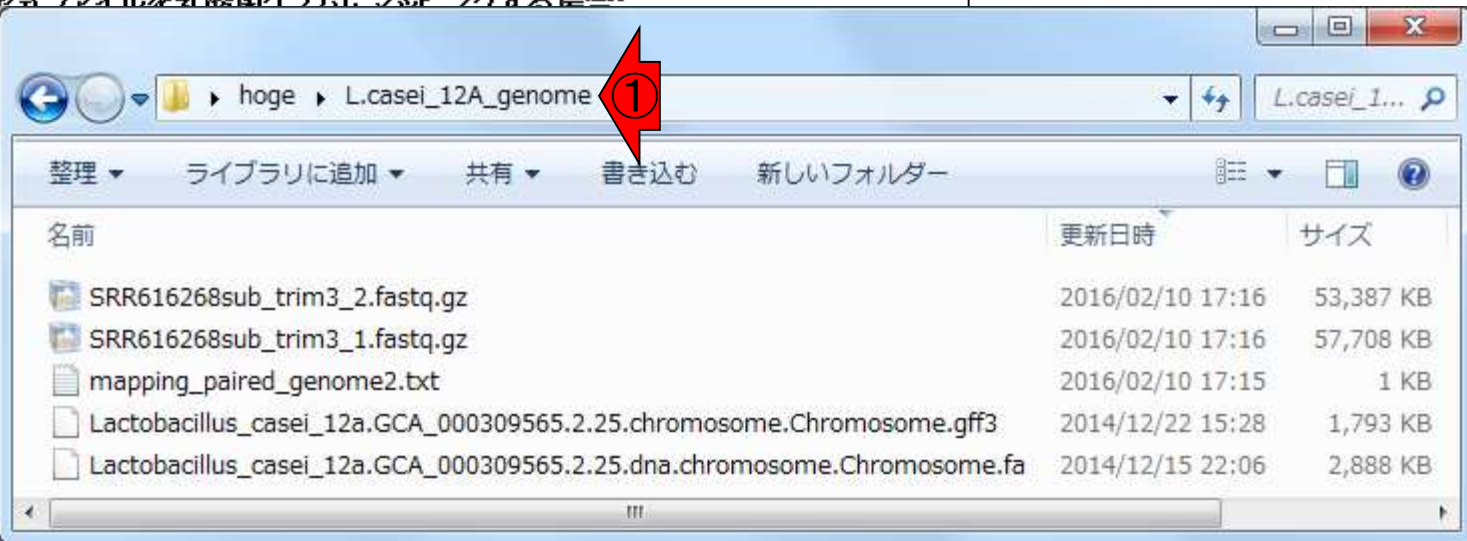 hoge ▸ L.casei_12A_genome ①
L.casei_1...
整理 ライブラリに追加 共有 書き込む 新しいフォルダー
名前 更新日時 サイズ
SRR616268sub_trim3_2.fastq.gz 2016/02/10 17:16 53,387 KB
SRR616268sub_trim3_1.fastq.gz 2016/02/10 17:16 57,708 KB
mapping_paired_genome2.txt 2016/02/10 17:15 1 KB
Lactobacillus_casei_12a.GCA_000309565.2.25.chromosome.Chromosome.gff3 2014/12/22 15:28 1,793 KB
Lactobacillus_casei_12a.GCA_000309565.2.25.dna.chromosome.Chromosome.fa 2014/12/15 22:06 2,888 KB